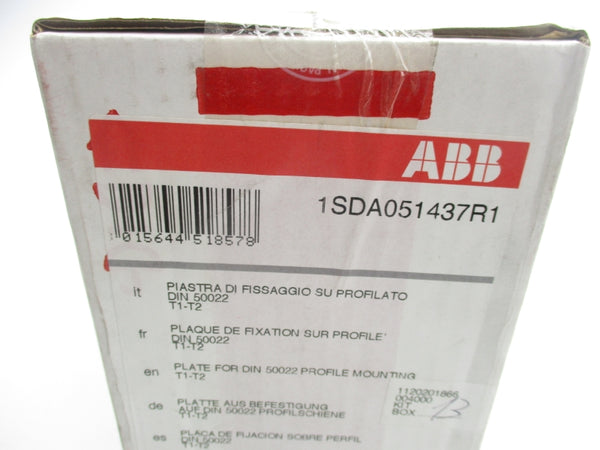 ABB
1SDA051437R1
015644 518578
it PIASTRA DI FISSAGGIO SU PROFILATO
DIN 50022
T1-T2
fr PLAQUE DE FIXATION SUR PROFILE'
DIN 50022
T1-T2
en PLATE FOR DIN 50022 PROFILE MOUNTING
T1-T2
de PLATTE AUS BEFESTIGUNG
AUF DIN 50022 PROFILSCHIENE
T1-T2
es PLACA DE FIJACION SOBRE PERFIL
DIN 50022
T1-T2
1120201866
004000
KIT
BOX B